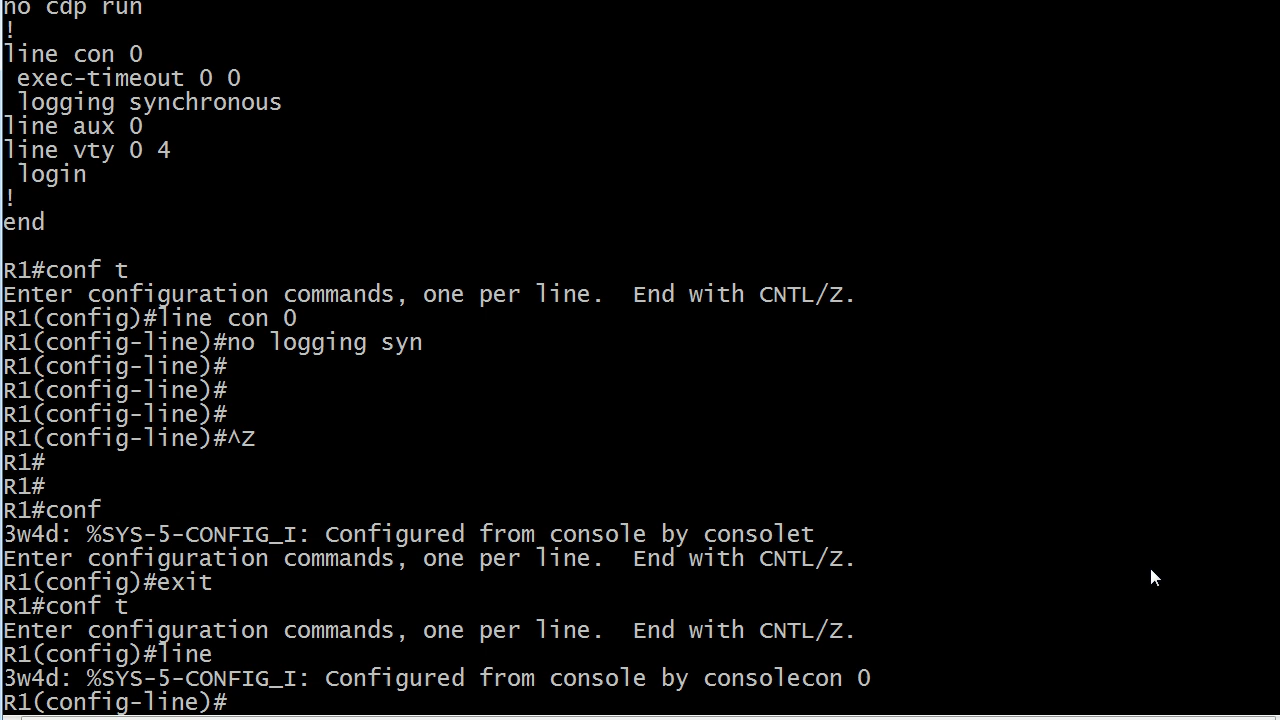 no cdp run
!
line con 0
 exec-timeout 0 0
 logging synchronous
line aux 0
line vty 0 4
 login
!
end

R1#conf t
Enter configuration commands, one per line.  End with CNTL/Z.
R1(config)#line con 0
R1(config-line)#no logging syn
R1(config-line)#
R1(config-line)#
R1(config-line)#
R1(config-line)#^Z
R1#
R1#
R1#conf
3w4d: %SYS-5-CONFIG_I: Configured from console by consolet
Enter configuration commands, one per line.  End with CNTL/Z.
R1(config)#exit
R1#conf t
Enter configuration commands, one per line.  End with CNTL/Z.
R1(config)#line
3w4d: %SYS-5-CONFIG_I: Configured from console by consolecon 0
R1(config-line)#